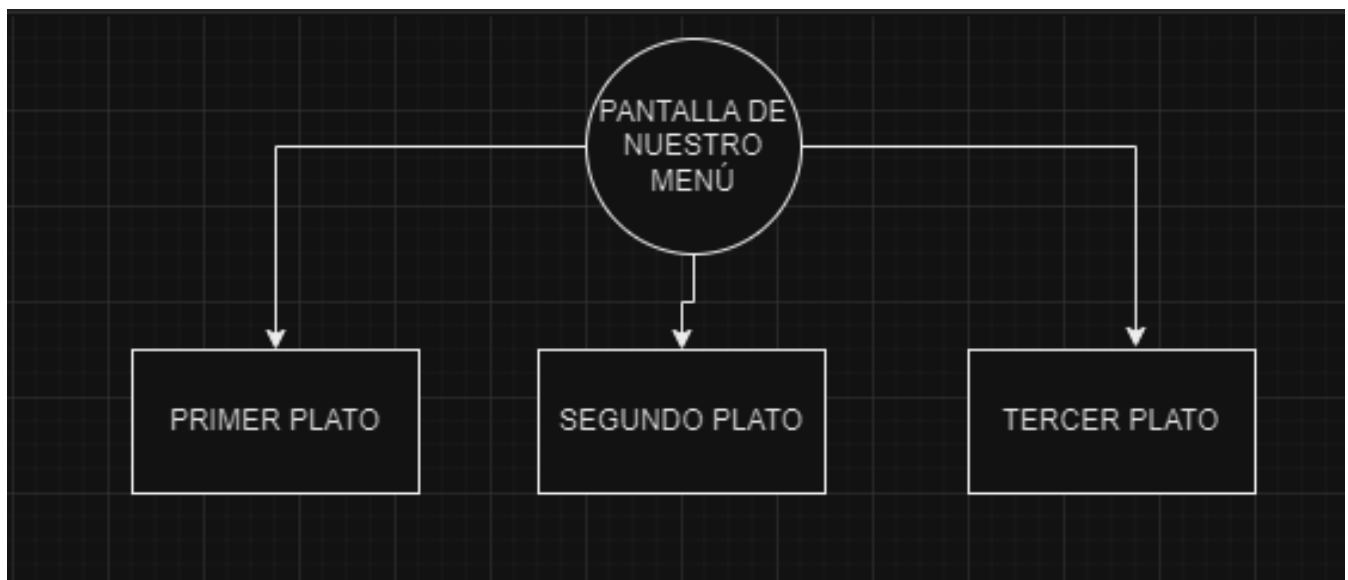 PANTALLA DE
NUESTRO
MENÚ
PRIMER PLATO
SEGUNDO PLATO
TERCER PLATO